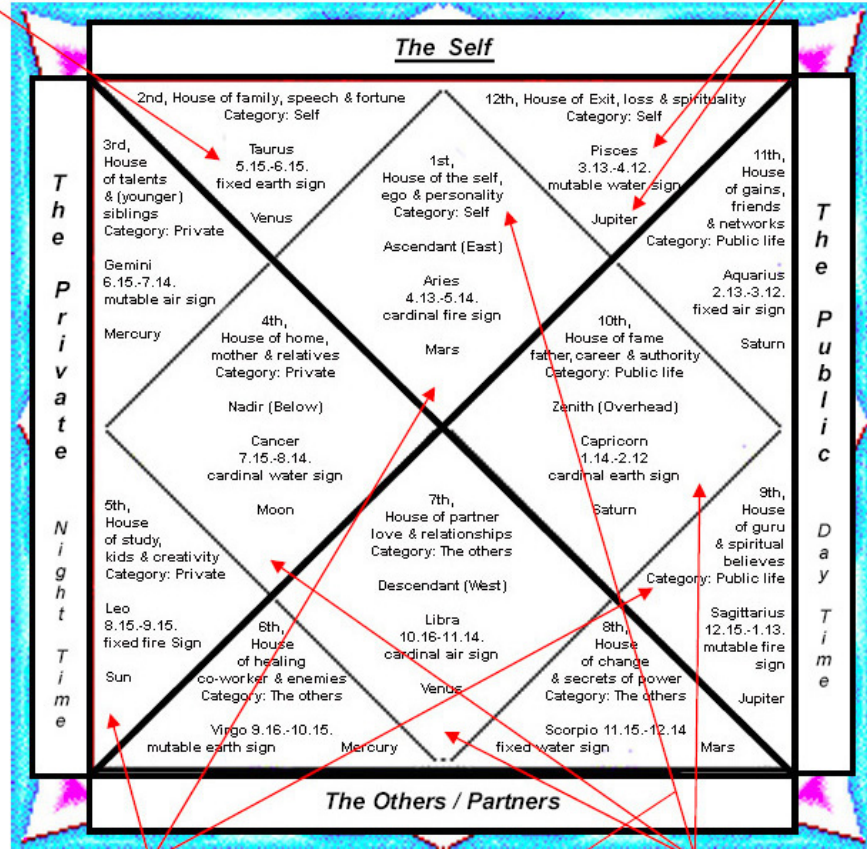 The Self
2nd, House of family, speech & fortune
Category: Self
Taurus
5.15.-6.15.
fixed earth sign
Venus
12th, House of Exit, loss & spirituality
Category: Self
Pisces
3.13.-4.12.
mutable water sign
Jupiter
3rd,
House
of talents
& (younger)
siblings
Category: Private
Gemini
6.15.-7.14.
mutable air sign
Mercury
1st,
House of the self,
ego & personality
Category: Self
Ascendant (East)
Aries
4.13.-5.14.
cardinal fire sign
Mars
11th,
House
of gains,
friends
& networks
Category: Public life
Aquarius
2.13.-3.12.
fixed air sign
Saturn
The Private
Night Time
The Public
Day Time
4th,
House of home,
mother & relatives
Category: Private
Nadir (Below)
Cancer
7.15.-8.14.
cardinal water sign
Moon
10th,
House of fame
father, career & authority
Category: Public life
Zenith (Overhead)
Capricorn
1.14.-2.12
cardinal earth sign
Saturn
5th,
House
of study,
kids & creativity
Category: Private
Leo
8.15.-9.15.
fixed fire Sign
Sun
7th,
House of partner
love & relationships
Category: The others
Descendant (West)
Libra
10.16-11.14.
cardinal air sign
Venus
9th,
House
of guru
& spiritual
believes
Category: Public life
Sagittarius
12.15.-1.13.
mutable fire
sign
Jupiter
6th,
House
of healing
co-worker & enemies
Category: The others
Virgo 9.16.-10.15.
mutable earth sign
Mercury
8th,
House
of change
& secrets of power
Category: The others
Scorpio 11.15.-12.14
fixed water sign
Mars
The Others / Partners